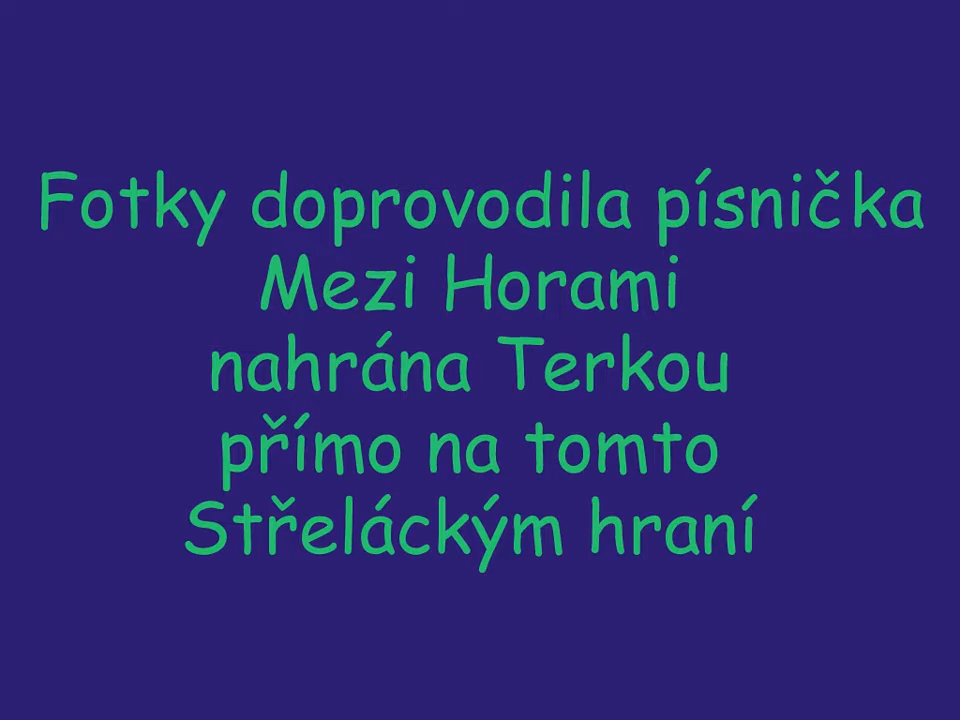 Fotky doprovodila písnička
Mezi Horami
nahrána Terkou
přímo na tomto
Střeláckým hraní